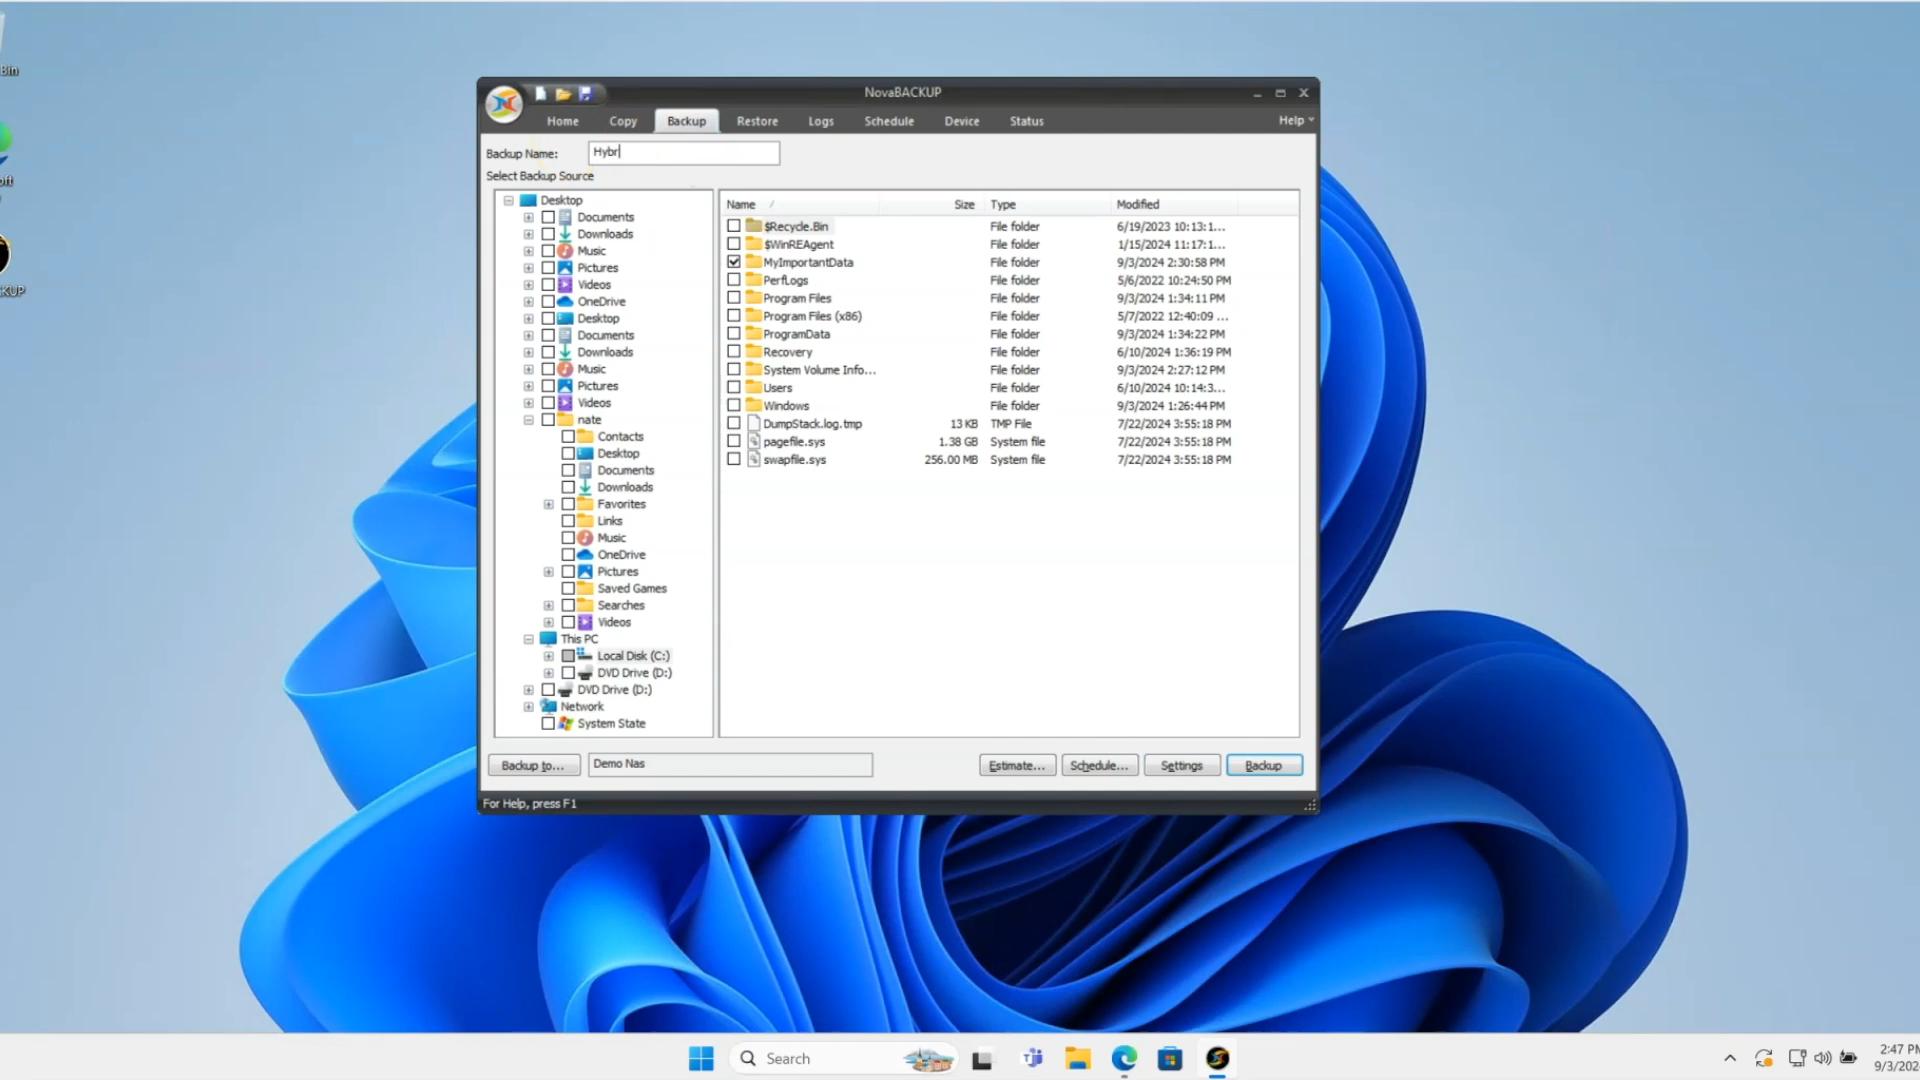 NovaBACKUP
Home Copy Backup Restore Logs Schedule Device Status Help
Backup Name: Hybr
Select Backup Source
Desktop
Documents
Downloads
Music
Pictures
Videos
OneDrive
Desktop
Documents
Downloads
Music
Pictures
Videos
nate
Contacts
Desktop
Documents
Downloads
Favorites
Links
Music
OneDrive
Pictures
Saved Games
Searches
Videos
This PC
Local Disk (C:)
DVD Drive (D:)
DVD Drive (D:)
Network
System State
Name Size Type Modified
$Recycle.Bin File folder 6/19/2023 10:13:1...
$WinREAgent File folder 1/15/2024 11:17:1...
MyImportantData File folder 9/3/2024 2:30:58 PM
PerfLogs File folder 5/6/2022 10:24:50 PM
Program Files File folder 9/3/2024 1:34:11 PM
Program Files (x86) File folder 5/7/2022 12:40:09 ...
ProgramData File folder 9/3/2024 1:34:22 PM
Recovery File folder 6/10/2024 1:36:19 PM
System Volume Info... File folder 9/3/2024 2:27:12 PM
Users File folder 6/10/2024 10:14:3...
Windows File folder 9/3/2024 1:26:44 PM
DumpStack.log.tmp 13 KB TMP File 7/22/2024 3:55:18 PM
pagefile.sys 1.38 GB System file 7/22/2024 3:55:18 PM
swapfile.sys 256.00 MB System file 7/22/2024 3:55:18 PM
Backup to... Demo Nas Estimate... Schedule... Settings Backup
For Help, press F1
Bin
oft
KUP
Search
2:47 PM
9/3/202